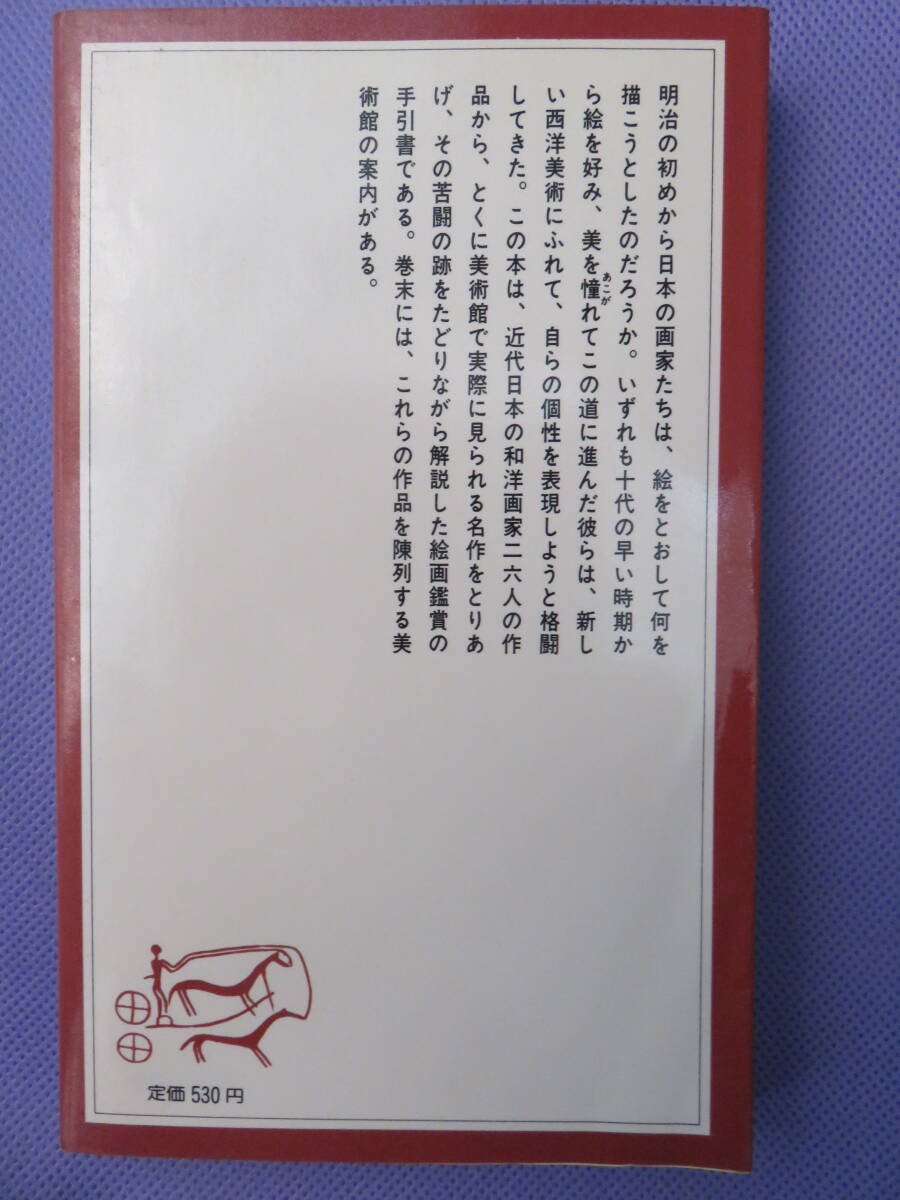 明治の初めから日本の画家たちは、絵をとおして何を
描こうとしたのだろうか。いずれも十代の早い時期か
ら絵を好み、美を憧れてこの道に進んだ彼らは、新し
あこが
い西洋美術にふれて、自らの個性を表現しようと格闘
してきた。この本は、近代日本の和洋画家二六人の作
品から、とくに美術館で実際に見られる名作をとりあ
げ、その苦闘の跡をたどりながら解説した絵画鑑賞の
手引書である。巻末には、これらの作品を陳列する美
術館の案内がある。
定価 530 円